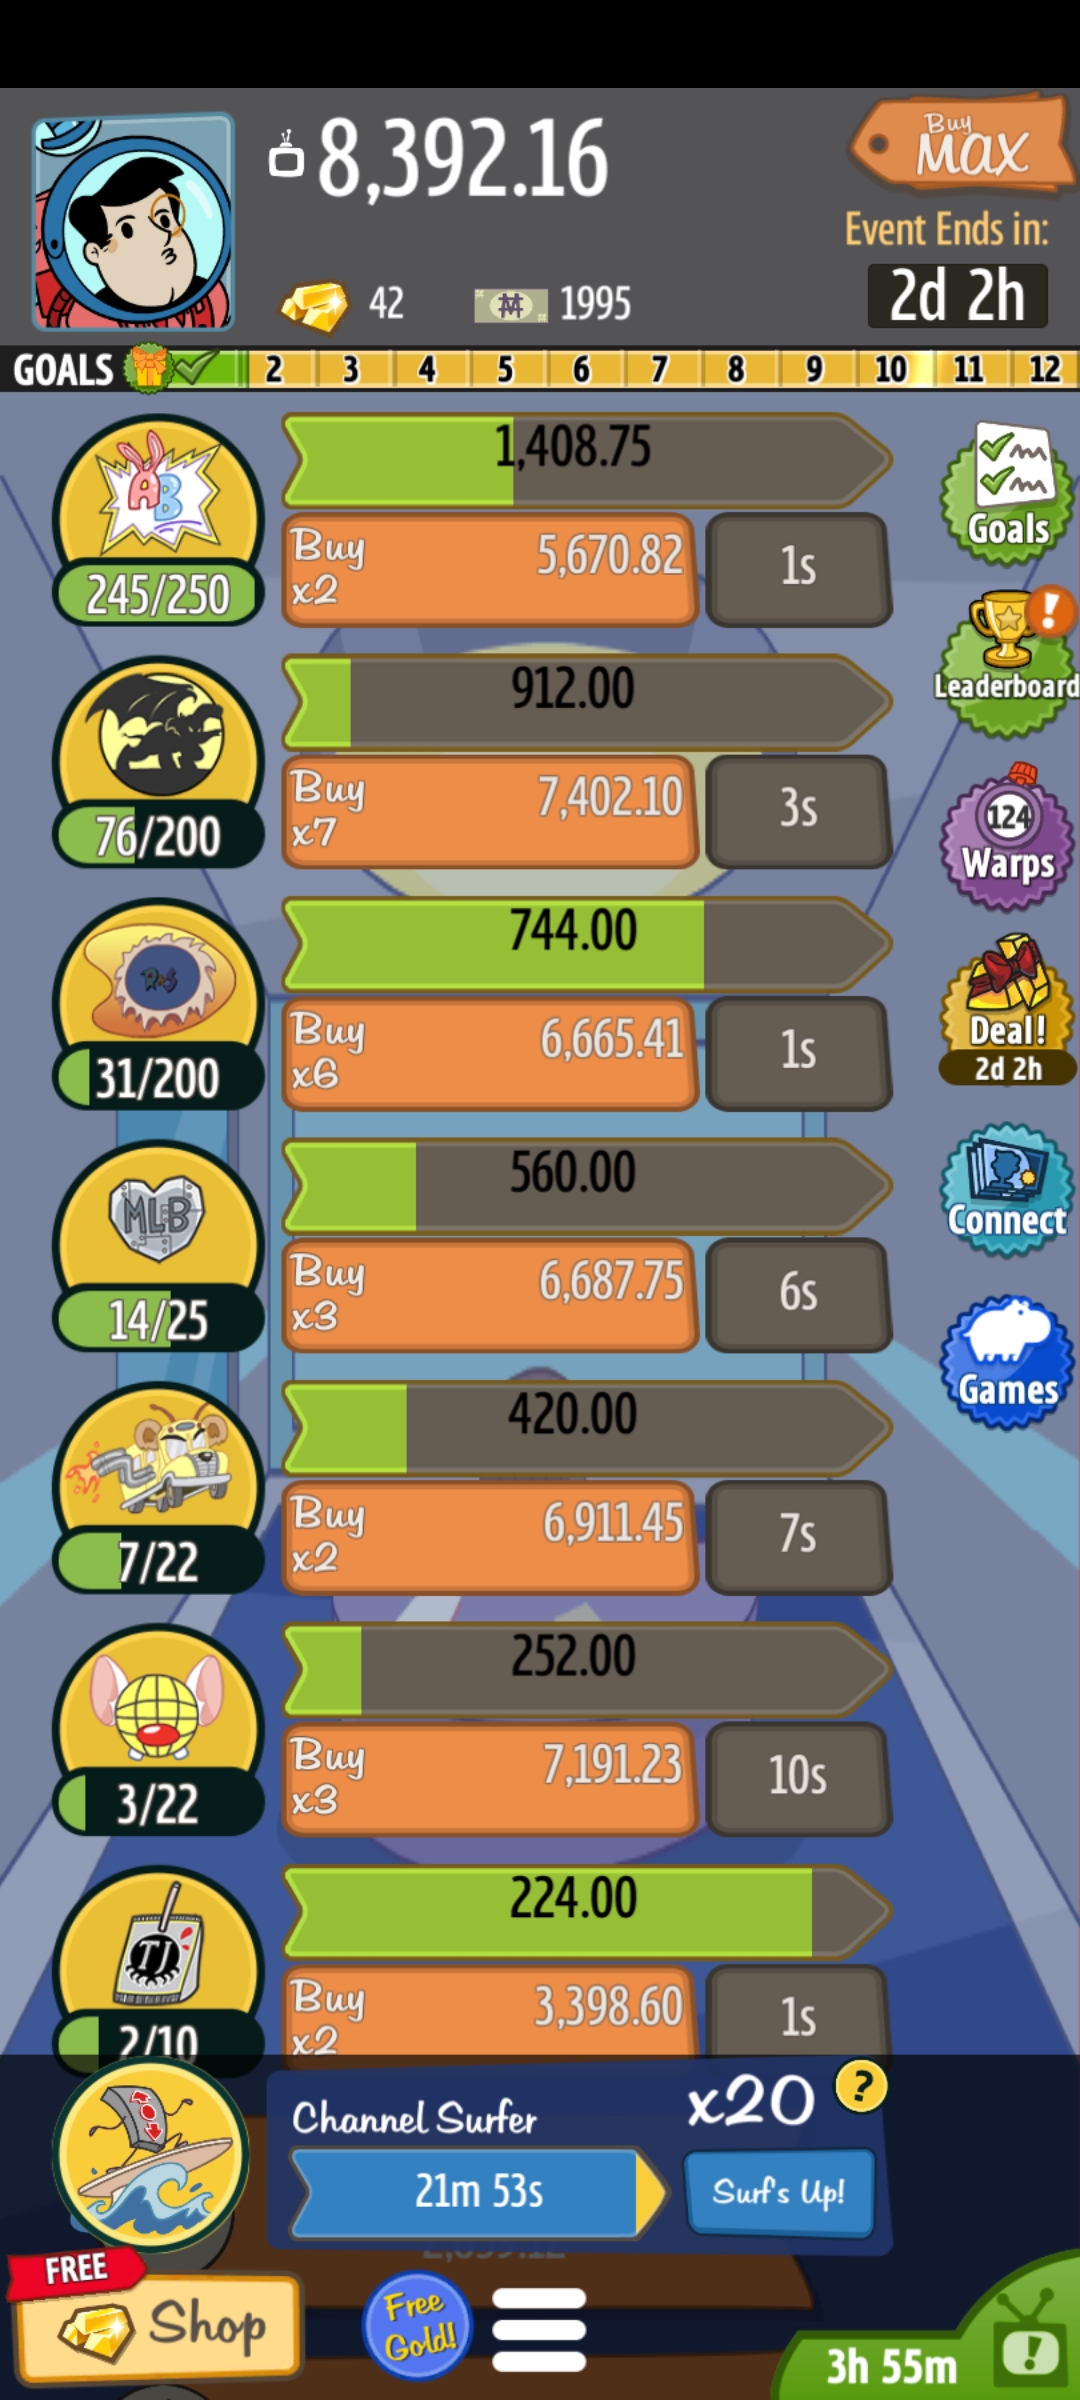 8,392.16
Buy
MAX
Event Ends in:
2d 2h
42
1995
GOALS 2 3 4 5 6 7 8 9 10 11 12
AB
1,408.75
245/250
Buy
x2
5,670.82
1s
Goals
912.00
76/200
Buy
x7
7,402.10
3s
Leaderboard
744.00
31/200
Buy
x6
6,665.41
1s
124
Warps
MLB
560.00
14/25
Buy
x3
6,687.75
6s
Deal!
2d 2h
420.00
7/22
Buy
x2
6,911.45
7s
Connect
252.00
3/22
Buy
x3
7,191.23
10s
Games
TJ
224.00
2/10
Buy
x2
3,398.60
1s
Channel Surfer
x20
?
21m 53s
Surf's Up!
FREE
Shop
Free
Gold!
3h 55m